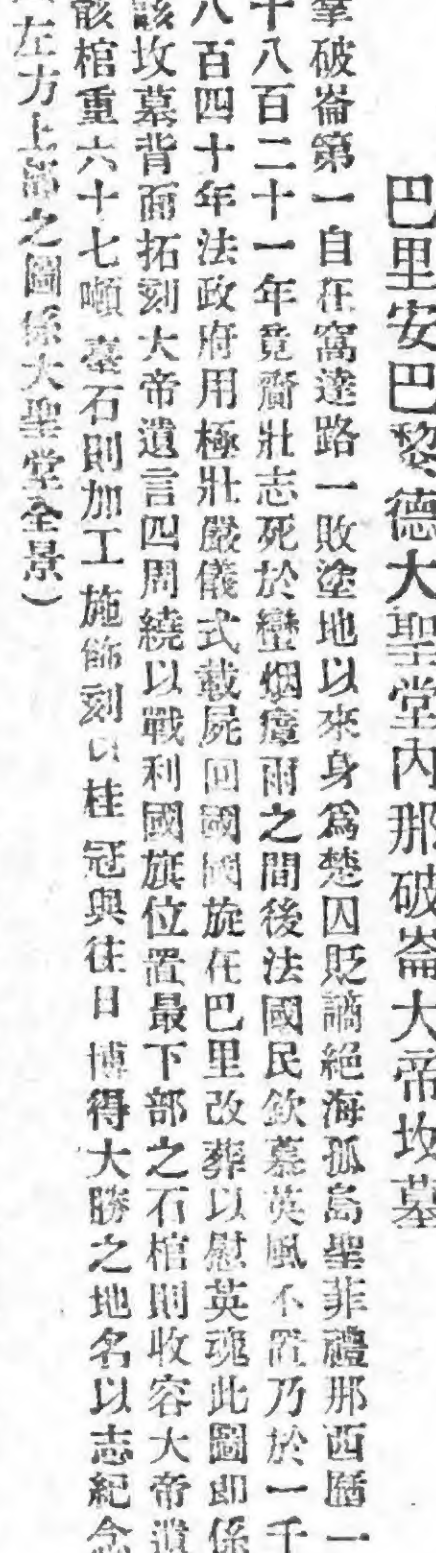 巴里安巴黎德大聖堂內那破崙大帝坟墓
拿破崙第一自在窩達路一敗塗地以來身爲楚囚貶謫絕海孤島聖菲禮那西曆一
千八百二十一年竟齎壯志死於蠻烟瘴雨之間後法國民欽慕英風不置乃於一千
八百四十年法政府用極壯嚴儀式載屍回國國旋在巴里改葬以慰英魂此圖即係
該坟墓背面拓刻大帝遺言四周繞以戰利國旗位置最下部之石棺則收容大帝遺
骸棺重六十七噸臺石則加工施飾刻以桂冠與往日博得大勝之地名以志紀念
左方上部之圖係大聖堂全景）